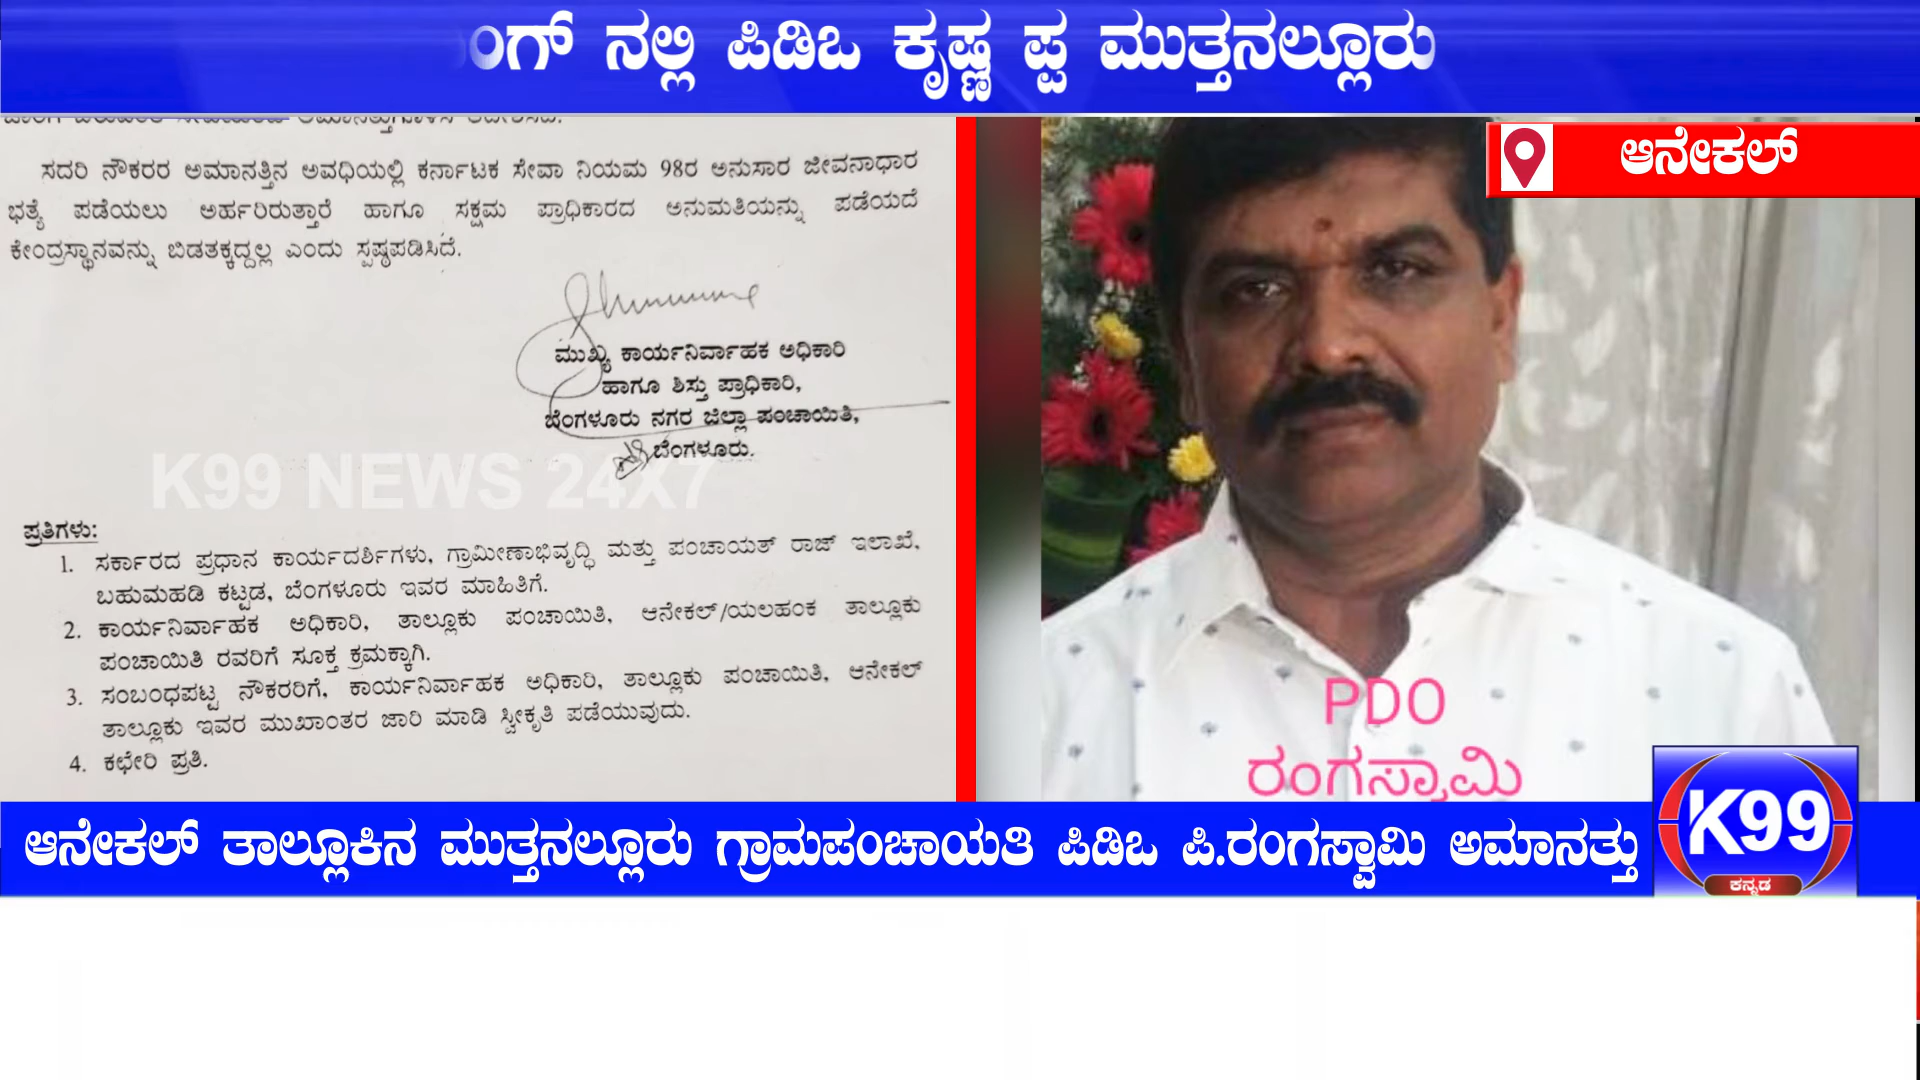 ನಲ್ಲಿ ಪಿಡಿಒ ಕೃಷ್ಣ ಪ್ಪ ಮುತ್ತನಲ್ಲೂರು
ಆನೇಕಲ್
ಸದರಿ ನೌಕರರ ಅಮಾನತ್ತಿನ ಅವಧಿಯಲ್ಲಿ ಕರ್ನಾಟಕ ಸೇವಾ ನಿಯಮ 98ರ ಅನುಸಾರ ಜೀವನಾಧಾರ
ಭತ್ಯೆ ಪಡೆಯಲು ಅರ್ಹರಿರುತ್ತಾರೆ ಹಾಗೂ ಸಕ್ಷಮ ಪ್ರಾಧಿಕಾರದ ಅನುಮತಿಯನ್ನು ಪಡೆಯದೆ
ಕೇಂದ್ರಸ್ಥಾನವನ್ನು ಬಿಡತಕ್ಕದ್ದಲ್ಲ ಎಂದು ಸ್ಪಷ್ಠಪಡಿಸಿದೆ.
ಮುಖ್ಯ ಕಾರ್ಯನಿರ್ವಾಹಕ ಅಧಿಕಾರಿ
ಹಾಗೂ ಶಿಸ್ತು ಪ್ರಾಧಿಕಾರಿ,
ಬೆಂಗಳೂರು ನಗರ ಜಿಲ್ಲಾ ಪಂಚಾಯಿತಿ,
ಬೆಂಗಳೂರು.
K99 NEWS 24X7
ಪ್ರತಿಗಳು:
1. ಸರ್ಕಾರದ ಪ್ರಧಾನ ಕಾರ್ಯದರ್ಶಿಗಳು, ಗ್ರಾಮೀಣಾಭಿವೃದ್ಧಿ ಮತ್ತು ಪಂಚಾಯತ್ ರಾಜ್ ಇಲಾಖೆ,
ಬಹುಮಹಡಿ ಕಟ್ಟಡ, ಬೆಂಗಳೂರು ಇವರ ಮಾಹಿತಿಗೆ.
2. ಕಾರ್ಯನಿರ್ವಾಹಕ ಅಧಿಕಾರಿ, ತಾಲ್ಲೂಕು ಪಂಚಾಯಿತಿ, ಆನೇಕಲ್/ಯಲಹಂಕ ತಾಲ್ಲೂಕು
ಪಂಚಾಯಿತಿ ರವರಿಗೆ ಸೂಕ್ತ ಕ್ರಮಕ್ಕಾಗಿ.
3. ಸಂಬಂಧಪಟ್ಟ ನೌಕರರಿಗೆ, ಕಾರ್ಯನಿರ್ವಾಹಕ ಅಧಿಕಾರಿ, ತಾಲ್ಲೂಕು ಪಂಚಾಯಿತಿ, ಆನೇಕಲ್
ತಾಲ್ಲೂಕು ಇವರ ಮುಖಾಂತರ ಜಾರಿ ಮಾಡಿ ಸ್ವೀಕೃತಿ ಪಡೆಯುವುದು.
4. ಕಛೇರಿ ಪ್ರತಿ.
PDO
ರಂಗಸ್ವಾಮಿ
ಆನೇಕಲ್ ತಾಲ್ಲೂಕಿನ ಮುತ್ತನಲ್ಲೂರು ಗ್ರಾಮಪಂಚಾಯತಿ ಪಿಡಿಒ ಪಿ.ರಂಗಸ್ವಾಮಿ ಅಮಾನತ್ತು
K99
ಕನ್ನಡ